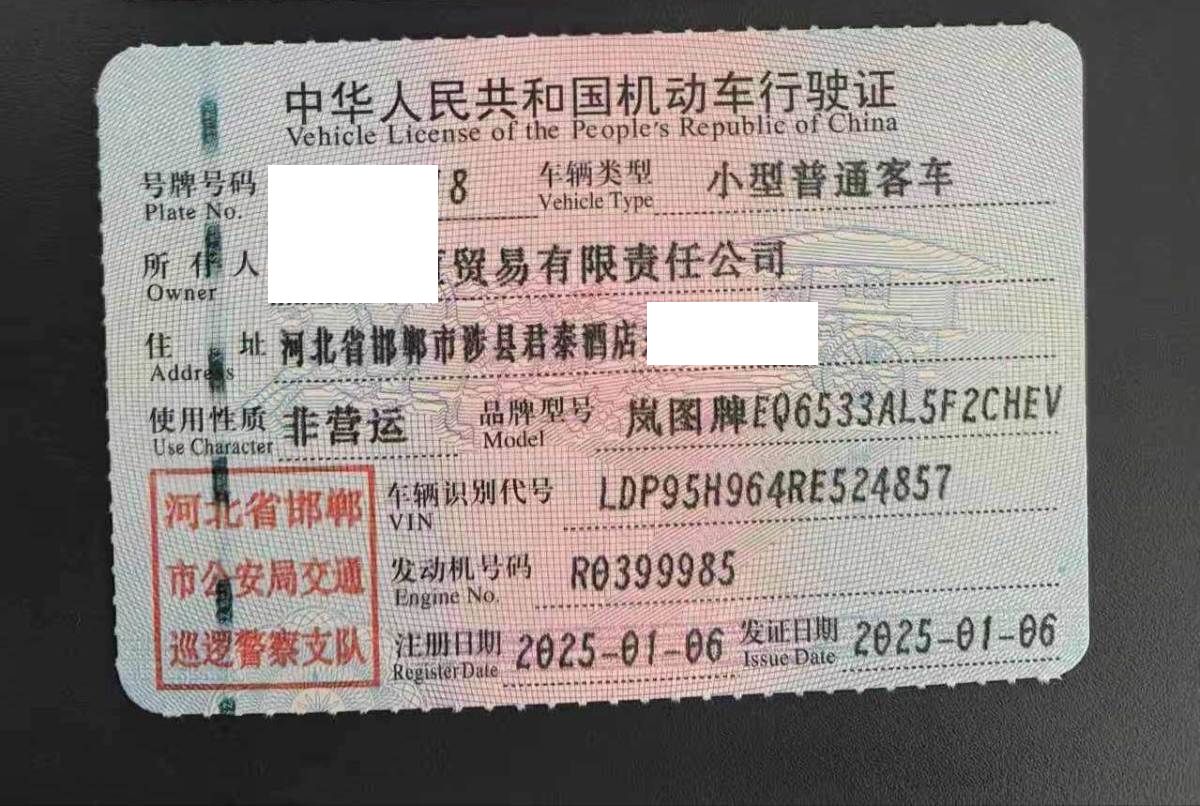 中华人民共和国机动车行驶证
Vehicle License of the People's Republic of China
号牌号码 8 车辆类型 小型普通客车
Plate No. Vehicle Type
所有人 贸易有限责任公司
Owner
住址 河北省邯郸市涉县君泰酒店
Address
使用性质 非营运 品牌型号 岚图牌EQ6533AL5F2CHEV
Use Character Model
河北省邯郸
市公安局交通
巡逻警察支队
车辆识别代号 LDP95H964RE524857
VIN
发动机号码 R0399985
Engine No.
注册日期 2025-01-06 发证日期 2025-01-06
Register Date Issue Date